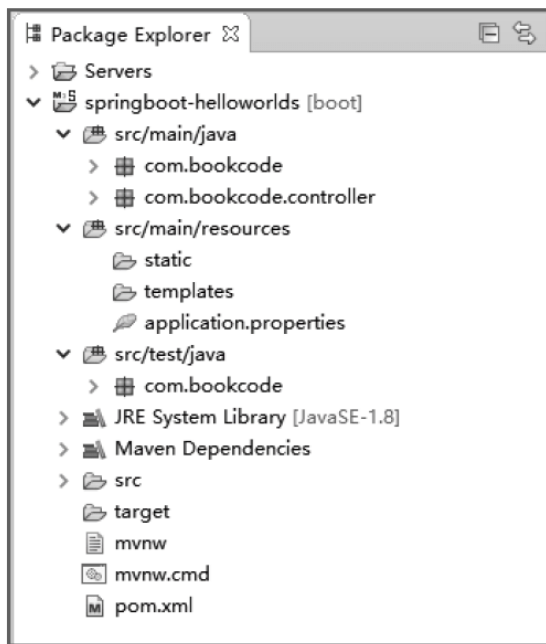 Package Explorer
Servers
springboot-helloworlds [boot]
src/main/java
com.bookcode
com.bookcode.controller
src/main/resources
static
templates
application.properties
src/test/java
com.bookcode
JRE System Library [JavaSE-1.8]
Maven Dependencies
src
target
mvnw
mvnw.cmd
pom.xml